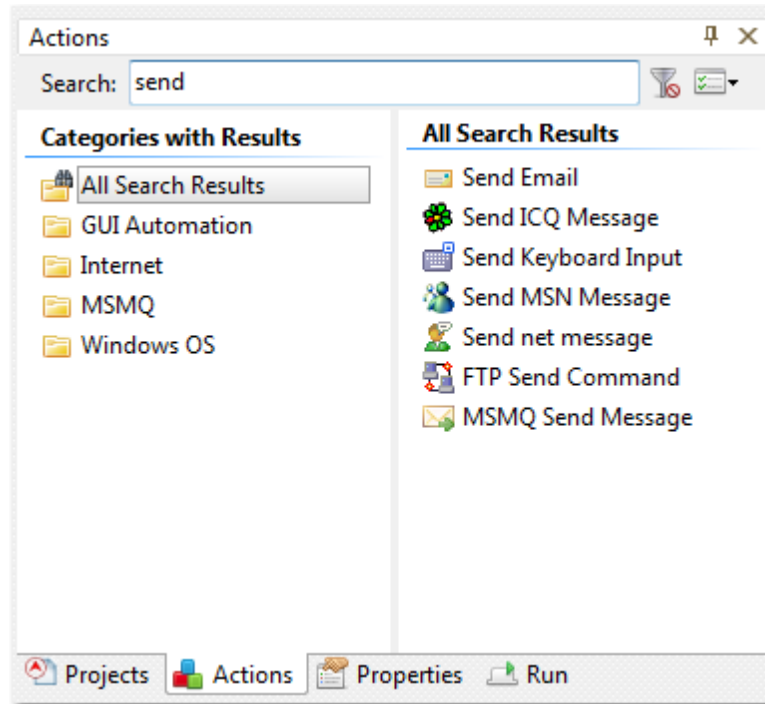 Actions
Search: send
Categories with Results
All Search Results
GUI Automation
Internet
MSMQ
Windows OS
All Search Results
Send Email
Send ICQ Message
Send Keyboard Input
Send MSN Message
Send net message
FTP Send Command
MSMQ Send Message
Projects Actions Properties Run